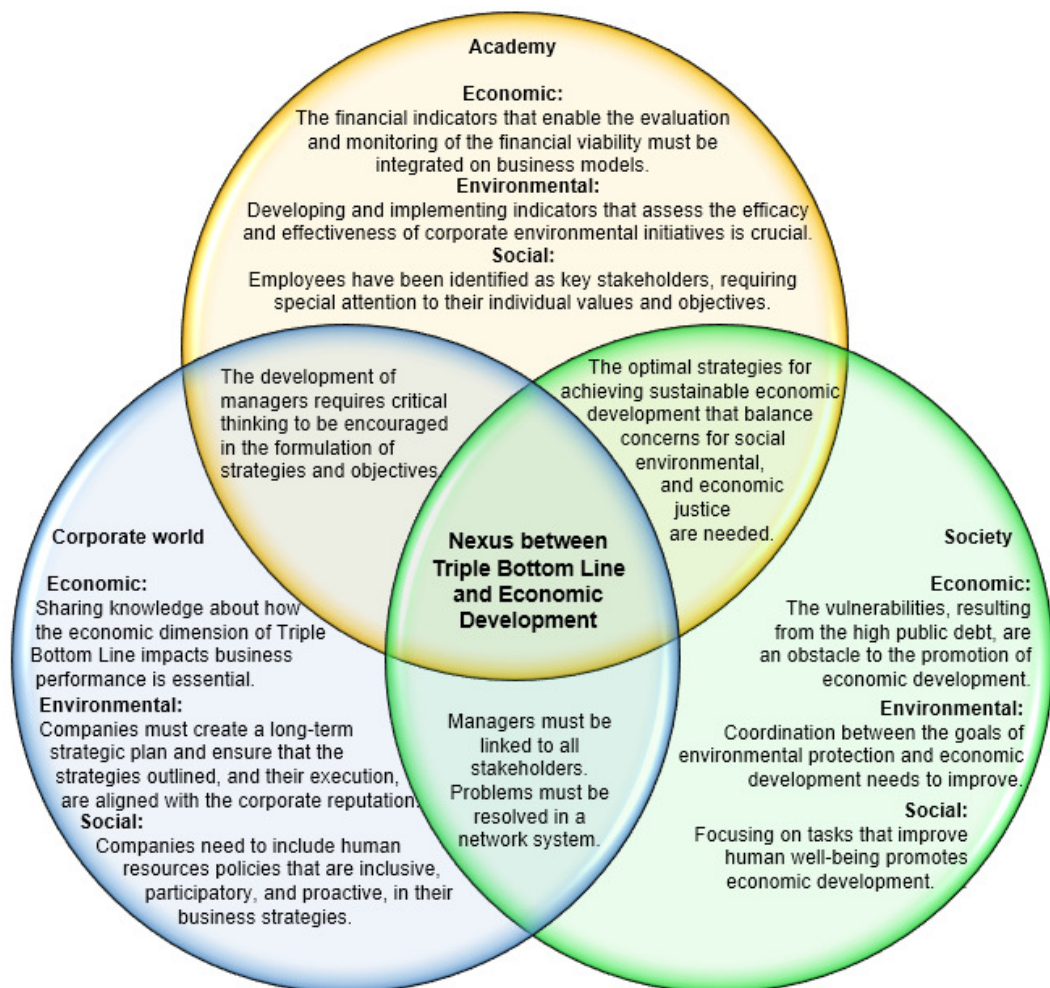 Academy
Economic:
The financial indicators that enable the evaluation
and monitoring of the financial viability must be
integrated on business models.
Environmental:
Developing and implementing indicators that assess the efficacy
and effectiveness of corporate environmental initiatives is crucial.
Social:
Employees have been identified as key stakeholders, requiring
special attention to their individual values and objectives.
The development of
managers requires critical
thinking to be encouraged
in the formulation of
strategies and objectives.
The optimal strategies for
achieving sustainable economic
development that balance
concerns for social
environmental,
and economic
justice
are needed.
Nexus between
Triple Bottom Line
and Economic
Development
Corporate world
Economic:
Sharing knowledge about how
the economic dimension of Triple
Bottom Line impacts business
performance is essential.
Environmental:
Companies must create a long-term
strategic plan and ensure that the
strategies outlined, and their execution,
are aligned with the corporate reputation.
Social:
Companies need to include human
resources policies that are inclusive,
participatory, and proactive, in their
business strategies.
Managers must be
linked to all
stakeholders.
Problems must be
resolved in a
network system.
Society
Economic:
The vulnerabilities, resulting
from the high public debt, are
an obstacle to the promotion of
economic development.
Environmental:
Coordination between the goals of
environmental protection and economic
development needs to improve.
Social:
Focusing on tasks that improve
human well-being promotes
economic development. .